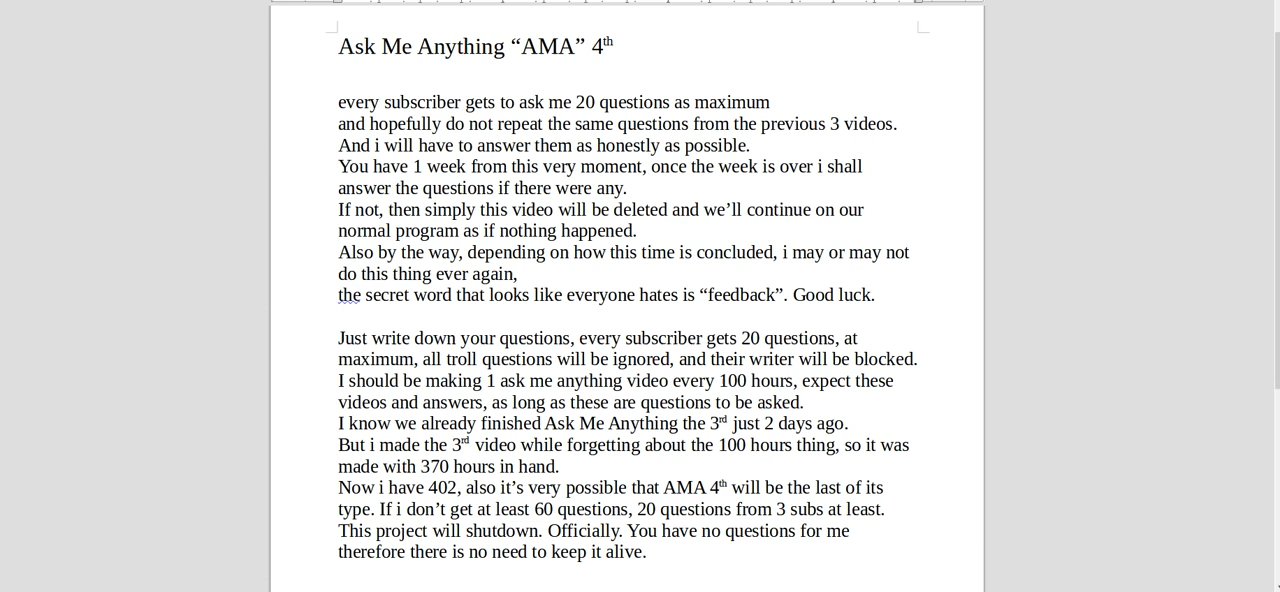 Ask Me Anything “AMA” 4th
every subscriber gets to ask me 20 questions as maximum
and hopefully do not repeat the same questions from the previous 3 videos.
And i will have to answer them as honestly as possible.
You have 1 week from this very moment, once the week is over i shall
answer the questions if there were any.
If not, then simply this video will be deleted and we’ll continue on our
normal program as if nothing happened.
Also by the way, depending on how this time is concluded, i may or may not
do this thing ever again,
the secret word that looks like everyone hates is “feedback”. Good luck.
Just write down your questions, every subscriber gets 20 questions, at
maximum, all troll questions will be ignored, and their writer will be blocked.
I should be making 1 ask me anything video every 100 hours, expect these
videos and answers, as long as these are questions to be asked.
I know we already finished Ask Me Anything the 3rd just 2 days ago.
But i made the 3rd video while forgetting about the 100 hours thing, so it was
made with 370 hours in hand.
Now i have 402, also it’s very possible that AMA 4th will be the last of its
type. If i don’t get at least 60 questions, 20 questions from 3 subs at least.
This project will shutdown. Officially. You have no questions for me
therefore there is no need to keep it alive.